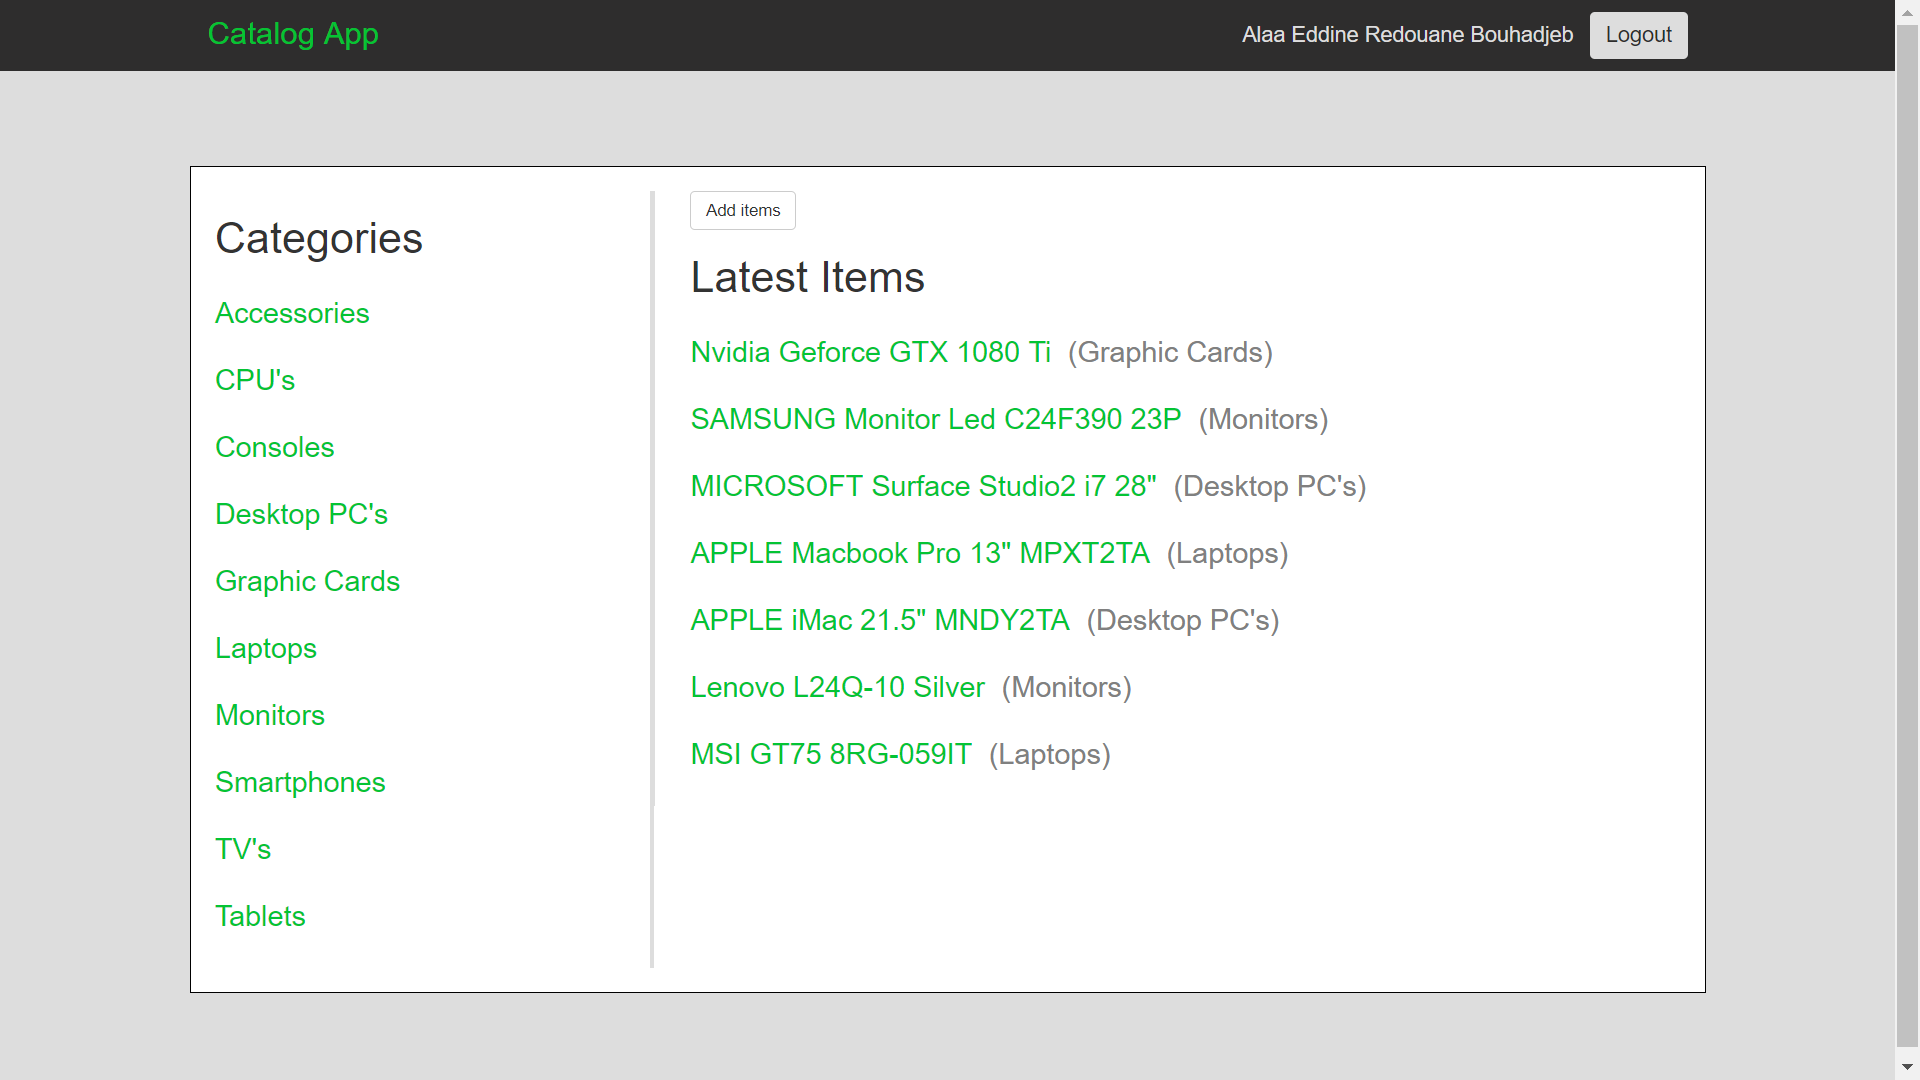 Catalog App
Alaa Eddine Redouane Bouhadjeb
Logout
Categories
Accessories
CPU's
Consoles
Desktop PC's
Graphic Cards
Laptops
Monitors
Smartphones
TV's
Tablets
Add items
Latest Items
Nvidia Geforce GTX 1080 Ti (Graphic Cards)
SAMSUNG Monitor Led C24F390 23P (Monitors)
MICROSOFT Surface Studio2 i7 28" (Desktop PC's)
APPLE Macbook Pro 13" MPXT2TA (Laptops)
APPLE iMac 21.5" MNDY2TA (Desktop PC's)
Lenovo L24Q-10 Silver (Monitors)
MSI GT75 8RG-059IT (Laptops)